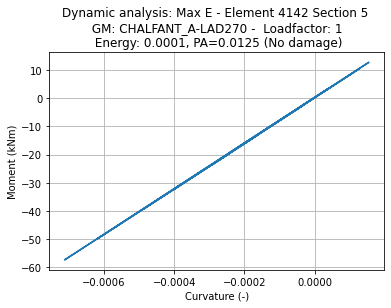 Dynamic analysis: Max E - Element 4142 Section 5
GM: CHALFANT_A-LAD270 - Loadfactor: 1
Energy: 0.0001, PA=0.0125 (No damage)
Moment (kNm)
10
0
−10
−20
−30
−40
−50
−60
−0.0006 −0.0004 −0.0002 0.0000
Curvature (-)